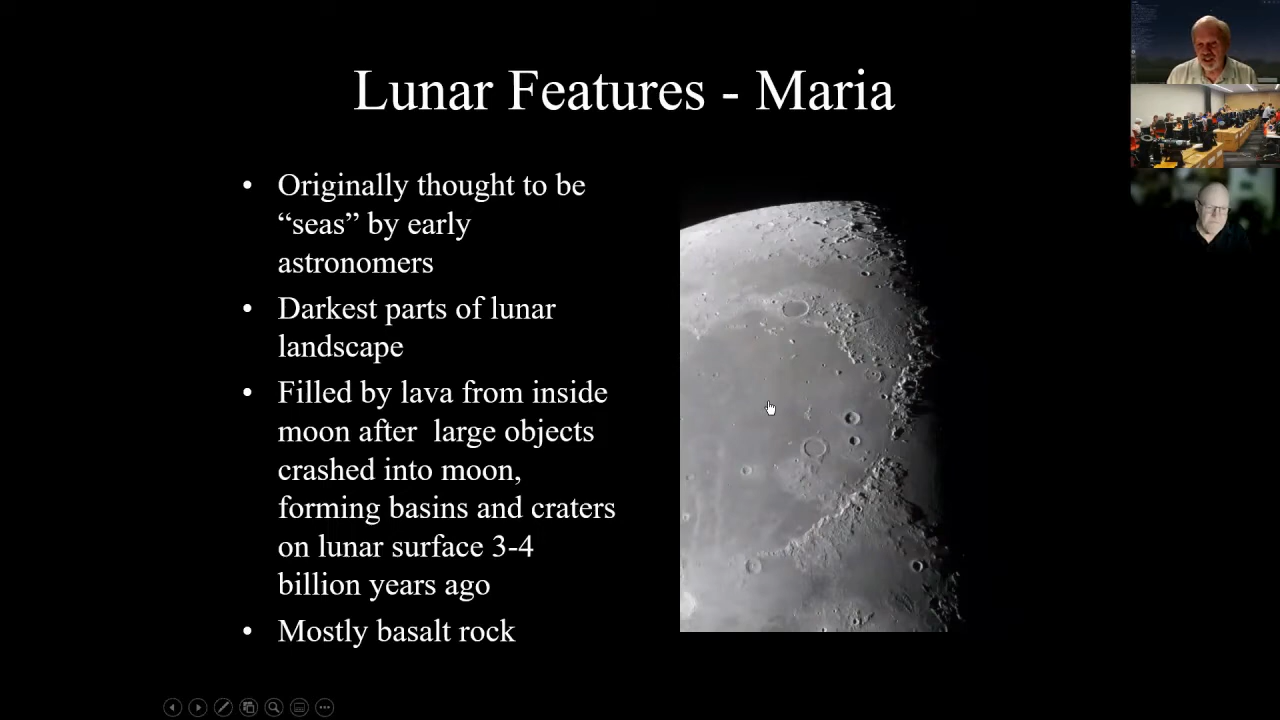 Lunar Features - Maria
• Originally thought to be
“seas” by early
astronomers
• Darkest parts of lunar
landscape
• Filled by lava from inside
moon after  large objects
crashed into moon,
forming basins and craters
on lunar surface 3-4
billion years ago
• Mostly basalt rock